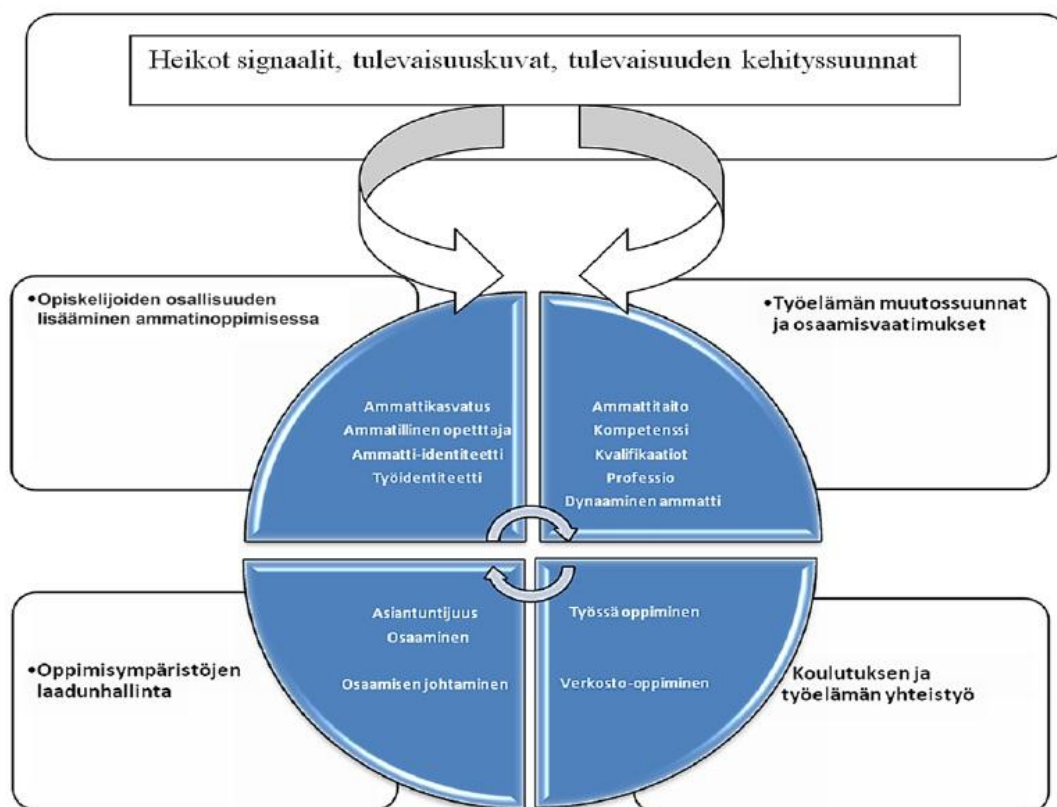 Heikot signaalit, tulevaisuuskuvat, tulevaisuuden kehityssuunnat
•Opiskelijoiden osallisuuden
lisääminen ammatinoppimisessa
•Työelämän muutossuunnat
ja osaamisvaatimukset
Ammattikasvatus
Ammatillinen opetttaja
Ammatti-identiteetti
Työidentiteetti
Ammattitaito
Kompetenssi
Kvalifikaatiot
Professio
Dynaaminen ammatti
Asiantuntijuus
Osaaminen
Osaamisen johtaminen
Työssä oppiminen
Verkosto-oppiminen
•Oppimisympäristöjen
laadunhallinta
Koulutuksen ja
työelämän yhteistyö